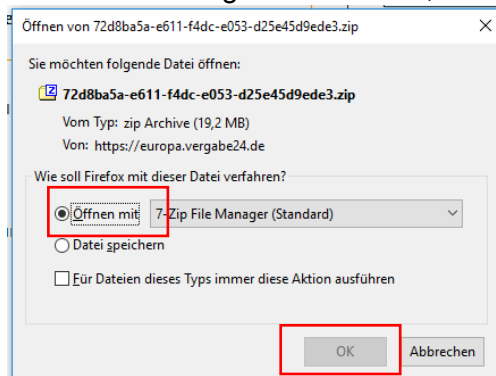 Öffnen von 72d8ba5a-e611-f4dc-e053-d25e45d9ede3.zip
Sie möchten folgende Datei öffnen:
72d8ba5a-e611-f4dc-e053-d25e45d9ede3.zip
Vom Typ: zip Archive (19,2 MB)
Von: https://europa.vergabe24.de
Wie soll Firefox mit dieser Datei verfahren?
Öffnen mit 7-Zip File Manager (Standard)
Datei speichern
Für Dateien dieses Typs immer diese Aktion ausführen
OK Abbrechen